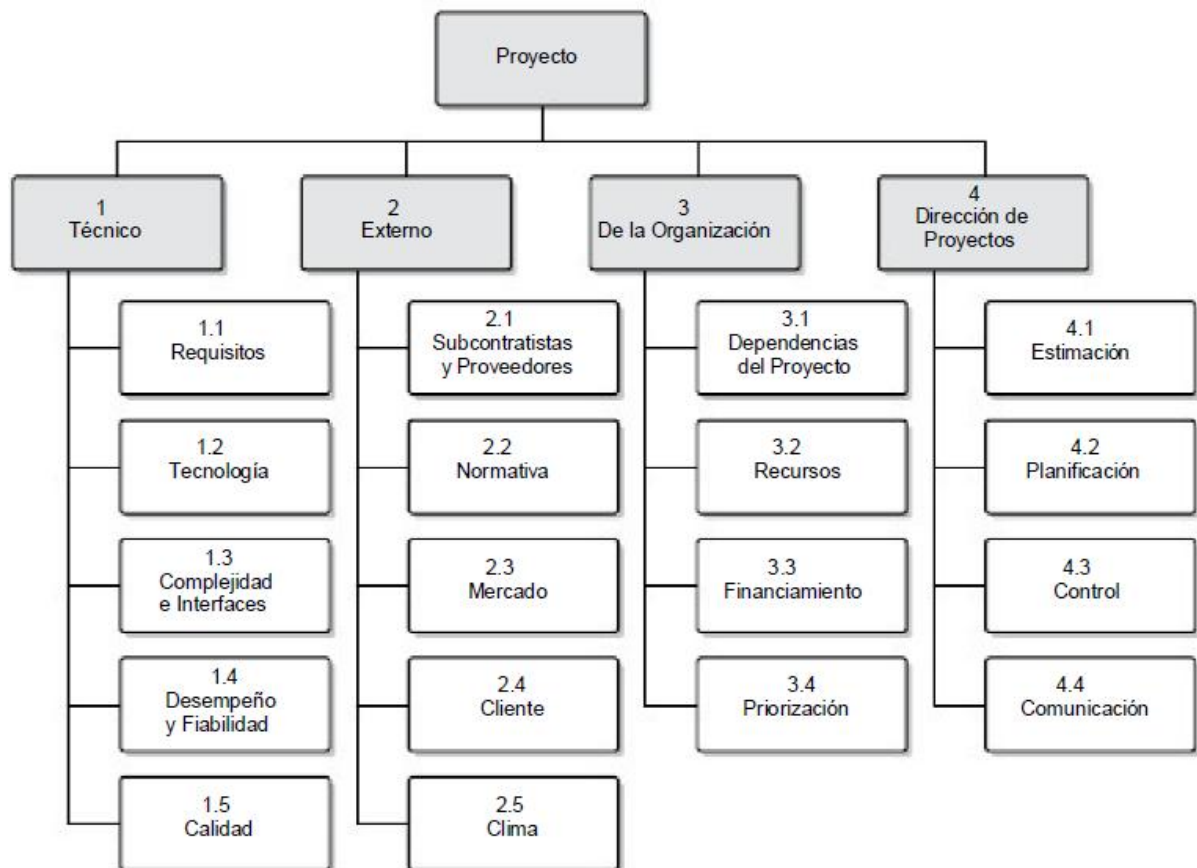 Proyecto
1
Técnico
2
Externo
3
De la Organización
4
Dirección de
Proyectos
1.1
Requisitos
2.1
Subcontratistas
y Proveedores
3.1
Dependencias
del Proyecto
4.1
Estimación
1.2
Tecnología
2.2
Normativa
3.2
Recursos
4.2
Planificación
1.3
Complejidad
e Interfaces
2.3
Mercado
3.3
Financiamiento
4.3
Control
1.4
Desempeño
y Fiabilidad
2.4
Cliente
3.4
Priorización
4.4
Comunicación
1.5
Calidad
2.5
Clima